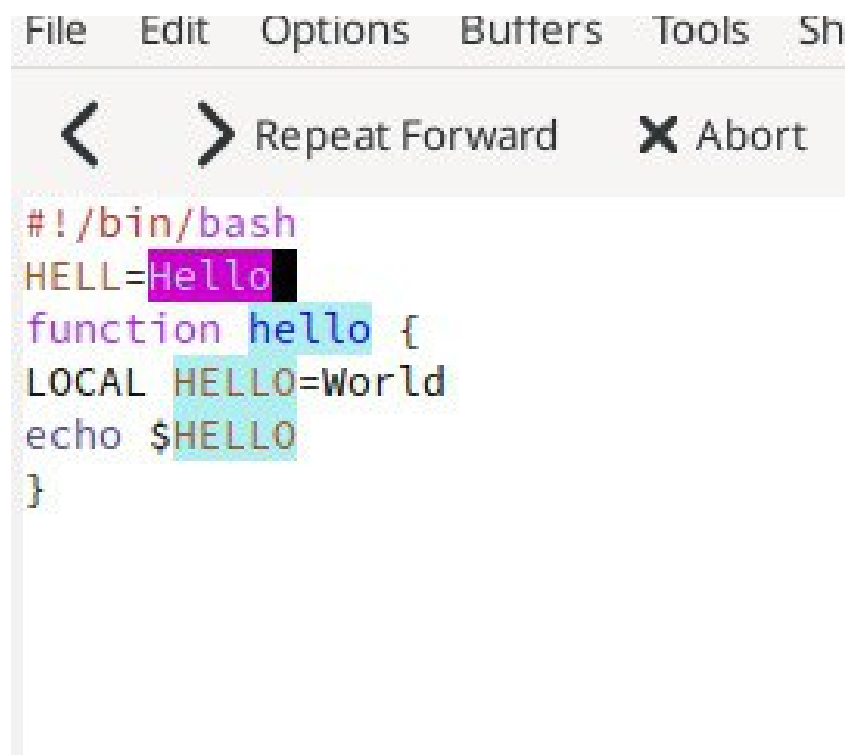 File Edit Options Buffers Tools Sh
Repeat Forward Abort
#!/bin/bash
HELL=Hello
function hello {
LOCAL HELLO=World
echo $HELLO
}